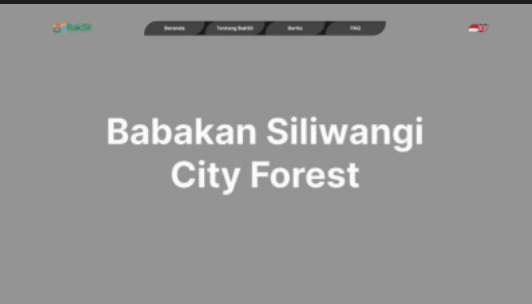 BakSil
Beranda
Tentang BakSil
Berita
FAQ
Babakan Siliwangi
City Forest